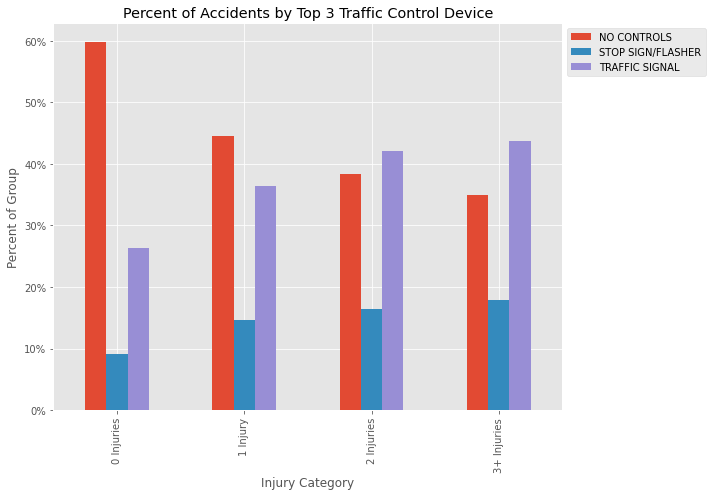 Percent of Accidents by Top 3 Traffic Control Device
NO CONTROLS
STOP SIGN/FLASHER
TRAFFIC SIGNAL
Percent of Group
60%
50%
40%
30%
20%
10%
0%
0 Injuries
1 Injury
2 Injuries
3+ Injuries
Injury Category